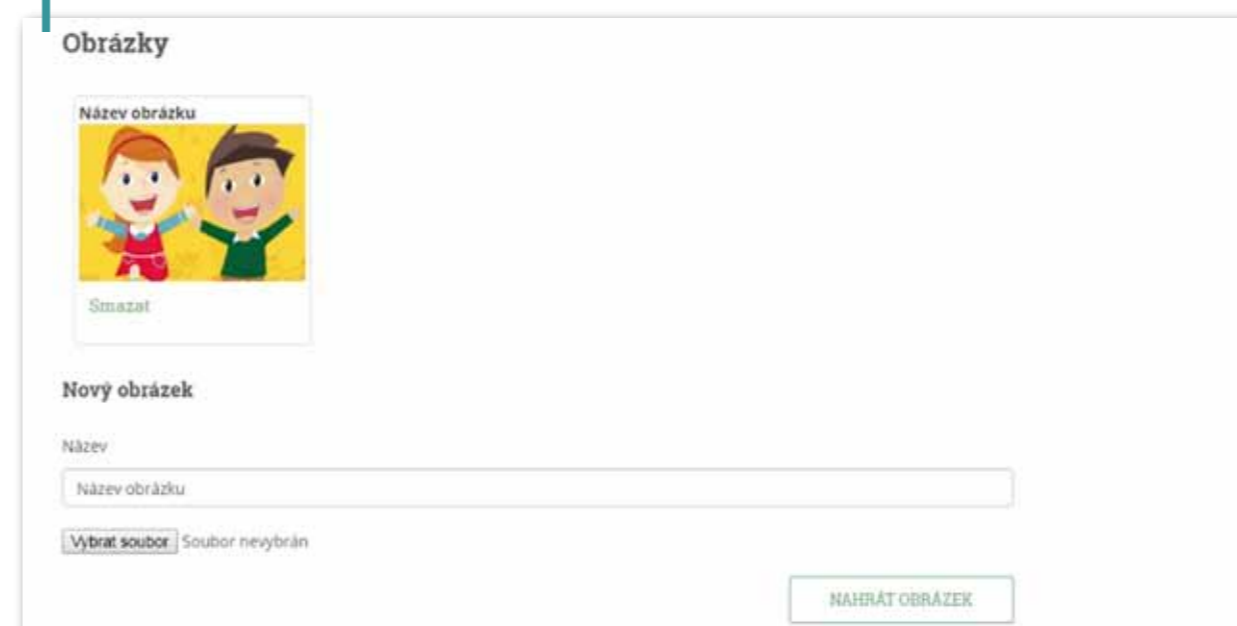 Obrázky
Název obrázku
Smazat
Nový obrázek
Název
Název obrázku
Vybrat soubor Soubor nevybrán
NAHRÁT OBRÁZEK